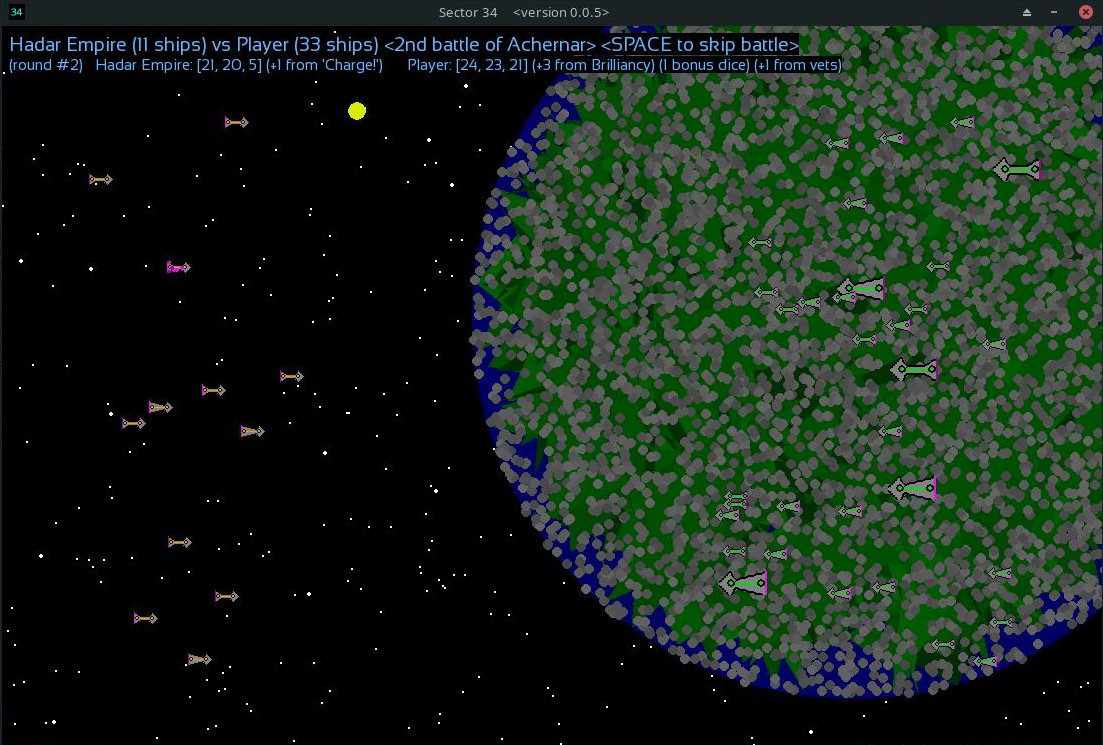 34
Sector 34 <version 0.0.5>
Hadar Empire (11 ships) vs Player (33 ships) <2nd battle of Achernar> <SPACE to skip battle>
(round #2) Hadar Empire: [21, 20, 5] (+1 from 'Charge!') Player: [24, 23, 21] (+3 from Brilliancy) (1 bonus dice) (+1 from vets)